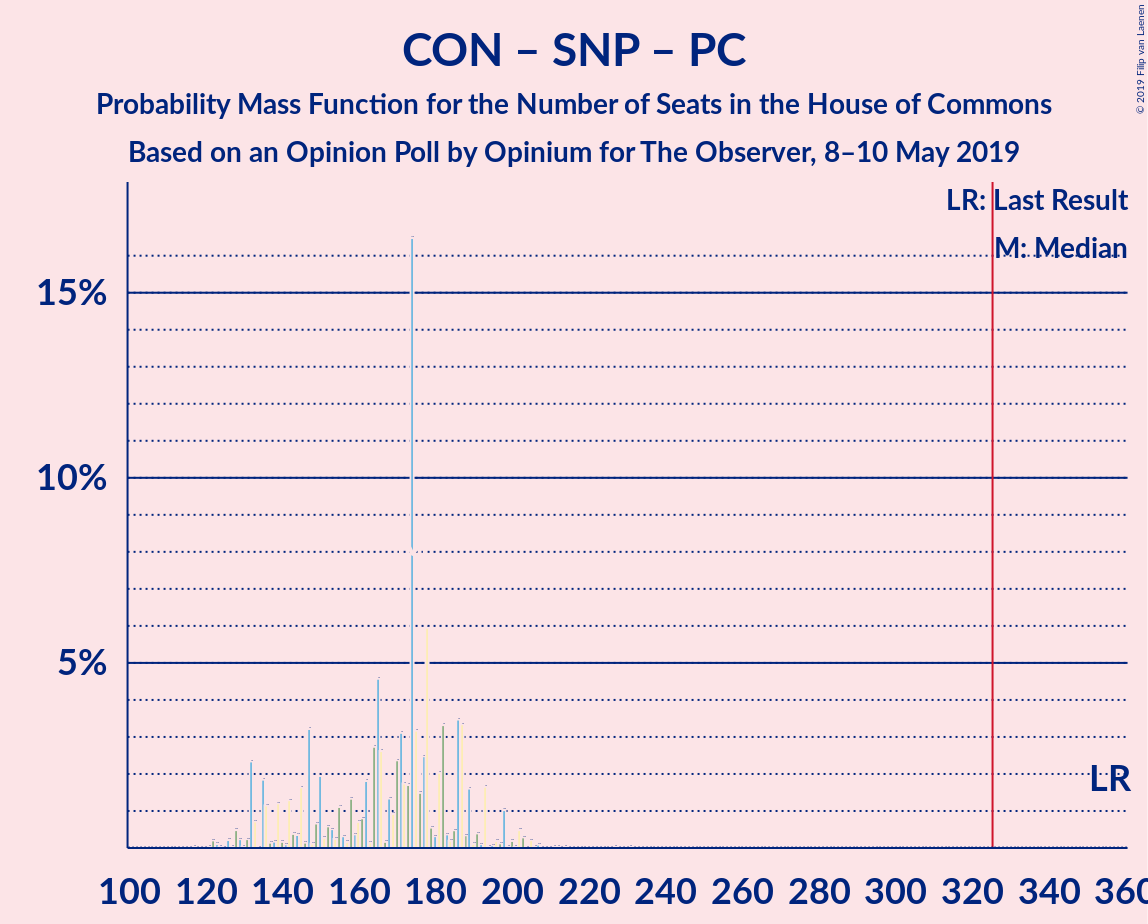 CON – SNP – PC
Probability Mass Function for the Number of Seats in the House of Commons
Based on an Opinion Poll by Opinium for The Observer, 8–10 May 2019
© 2019 Filip van Laenen
LR: Last Result
M: Median
15%
10%
5%
LR
100 120 140 160 180 200 220 240 260 280 300 320 340 360